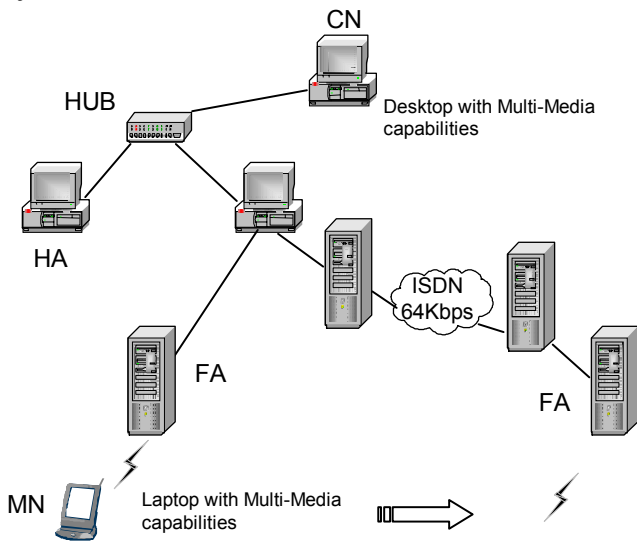 CN
HUB
Desktop with Multi-Media
capabilities
HA
ISDN
64Kbps
FA
FA
MN
Laptop with Multi-Media
capabilities